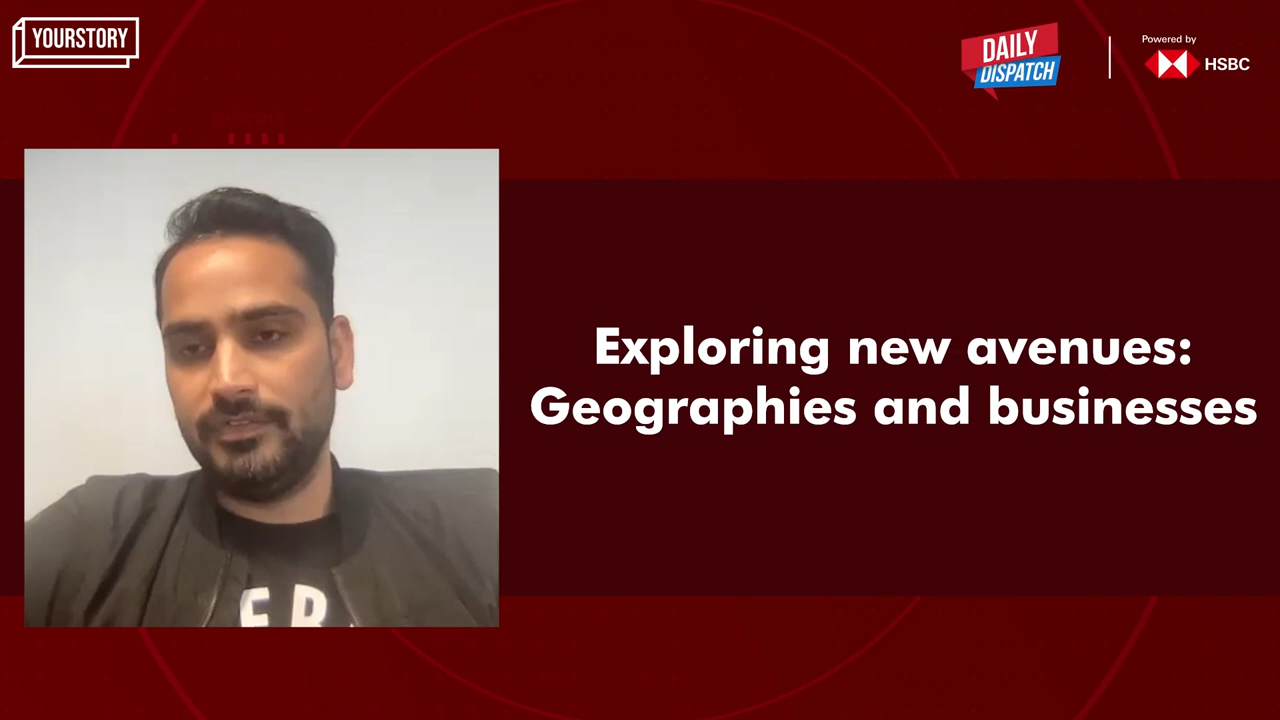 YOURSTORY
DAILY
DISPATCH
Powered by
HSBC
Exploring new avenues:
Geographies and businesses